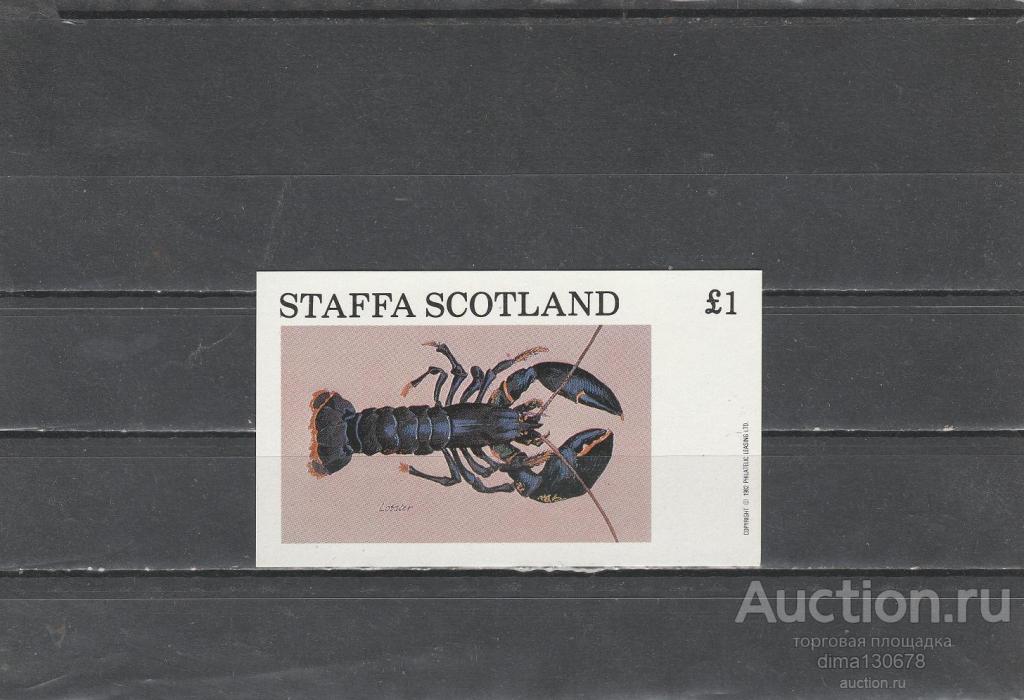 STAFFA SCOTLAND
£1
Lobster
COPYRIGHT © 1982 PHILATELIC LEASING LTD.
Auction.ru
торговая площадка
dima130678
auction.ru